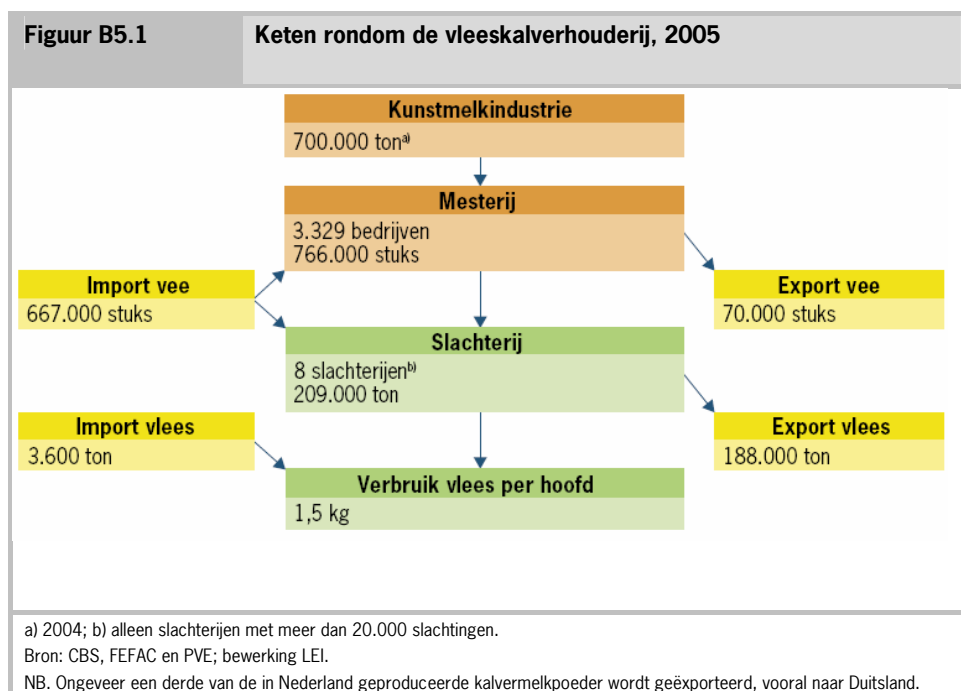 Figuur B5.1 Keten rondom de vleeskalverhouderij, 2005
Kunstmelkindustrie
700.000 ton a)
Mesterij
3.329 bedrijven
766.000 stuks
Import vee
667.000 stuks
Export vee
70.000 stuks
Slachterij
8 slachterijen b)
209.000 ton
Import vlees
3.600 ton
Export vlees
188.000 ton
Verbruik vlees per hoofd
1,5 kg
a) 2004; b) alleen slachterijen met meer dan 20.000 slachtingen.
Bron: CBS, FEFAC en PVE; bewerking LEI.
NB. Ongeveer een derde van de in Nederland geproduceerde kalvermelkpoeder wordt geëxporteerd, vooral naar Duitsland.